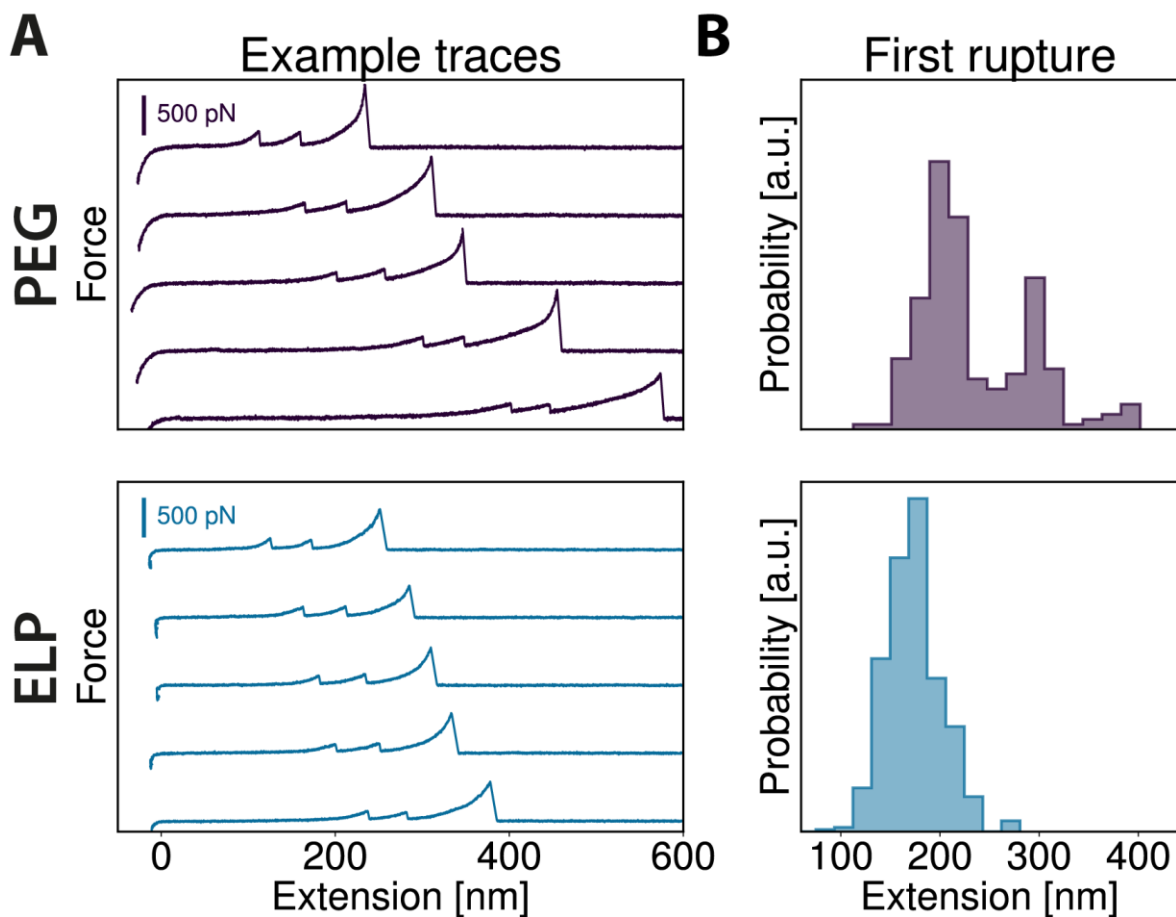 A
B
Example traces
First rupture
500 pN
PEG
Force
Probability [a.u.]
500 pN
ELP
Force
Probability [a.u.]
0 200 400 600
100 200 300 400
Extension [nm]
Extension [nm]